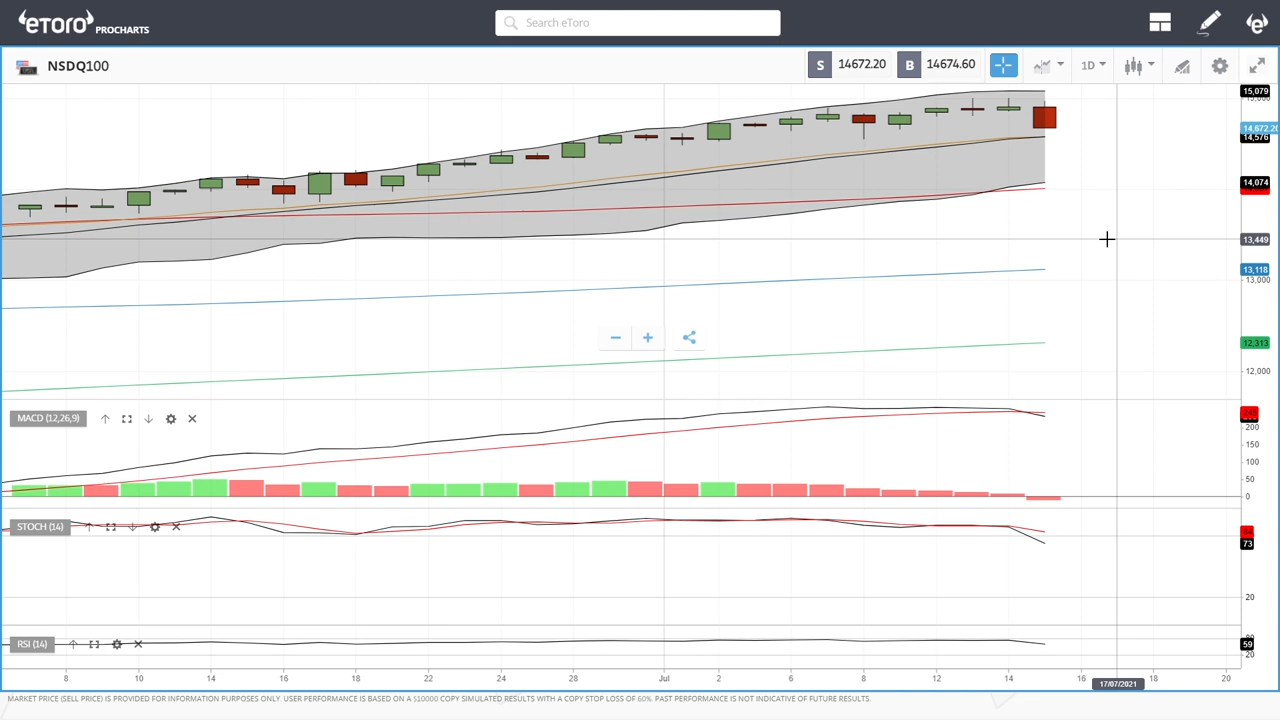 eTORO PROCHARTS
Search eToro
NSDQ100
S 14672.20 B 14674.60
1D
15,079
15,000
14,672.20
14,576
14,074
13,449
13,118
13,000
12,313
12,000
MACD (12,26,9)
245
200
150
100
50
0
STOCH (14)
73
20
RSI (14)
59
20
8 10 14 16 18 22 24 28 Jul 2 6 8 12 14 16 18 20
17/07/2021
MARKET PRICE (SELL PRICE) IS PROVIDED FOR INFORMATION PURPOSES ONLY. USER PERFORMANCE IS BASED ON A $10000 COPY SIMULATED RESULTS WITH A COPY STOP LOSS OF 60%. PAST PERFORMANCE IS NOT INDICATIVE OF FUTURE RESULTS.